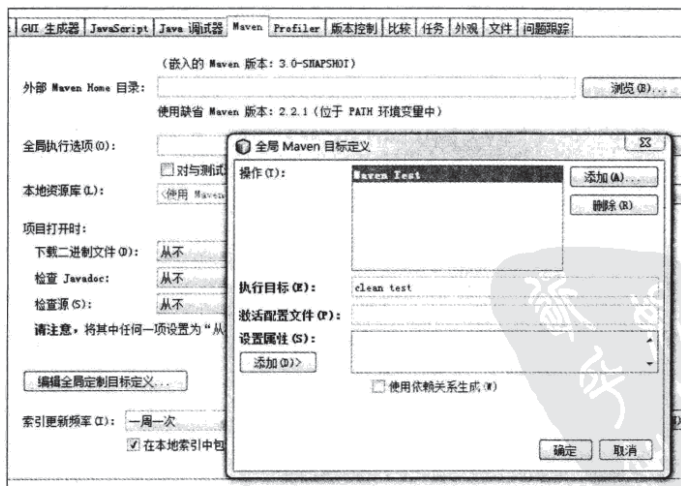 GUI 生成器 JavaScript Java 调试器 Maven Profiler 版本控制 比较 任务 外观 文件 问题跟踪
(嵌入的 Maven 版本: 3.0-SNAPSHOT)
外部 Maven Home 目录: 浏览(B)...
使用缺省 Maven 版本: 2.2.1 (位于 PATH 环境变量中)
全局执行选项(O):
对与测试
本地资源库(L): <使用 Maven
项目打开时:
下载二进制文件(D): 从不
检查 Javadoc: 从不
检查源(S): 从不
请注意，将其中任何一项设置为“从
编辑全局定制目标定义...
索引更新频率(I): 一周一次
在本地索引中包
全局 Maven 目标定义
操作(T): Maven Test 添加(A)...
删除(R)
执行目标(E): clean test
激活配置文件(P):
设置属性(S):
添加(D)>
使用依赖关系生成(W)
确定 取消